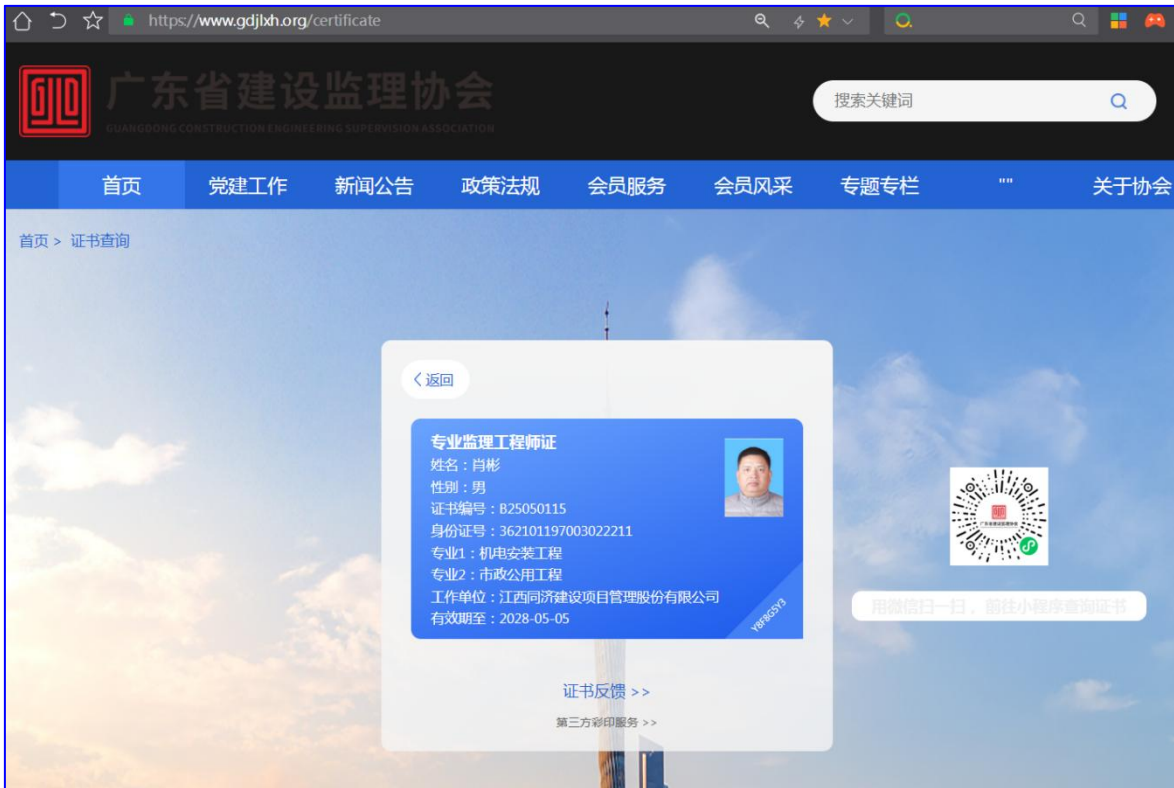 https://www.gdjlxh.org/certificate
广东省建设监理协会
GUANGDONG CONSTRUCTION ENGINEERING SUPERVISION ASSOCIATION
搜索关键词
首页 党建工作 新闻公告 政策法规 会员服务 会员风采 专题专栏 "" 关于协会
首页 > 证书查询
返回
专业监理工程师证
姓名：肖彬
性别：男
证书编号：B25050115
身份证号：362101197003022211
专业1：机电安装工程
专业2：市政公用工程
工作单位：江西同济建设项目管理股份有限公司
有效期至：2028-05-05
Y8F8G5Y3
用微信扫一扫，前往小程序查询证书
证书反馈 >>
第三方彩印服务 >>